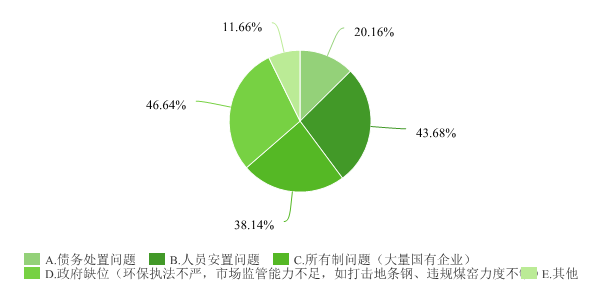 11.66%
20.16%
46.64%
43.68%
38.14%
A.债务处置问题 B.人员安置问题 C.所有制问题（大量国有企业）
D.政府缺位（环保执法不严，市场监管能力不足，如打击地条钢、违规煤窑力度不 E.其他